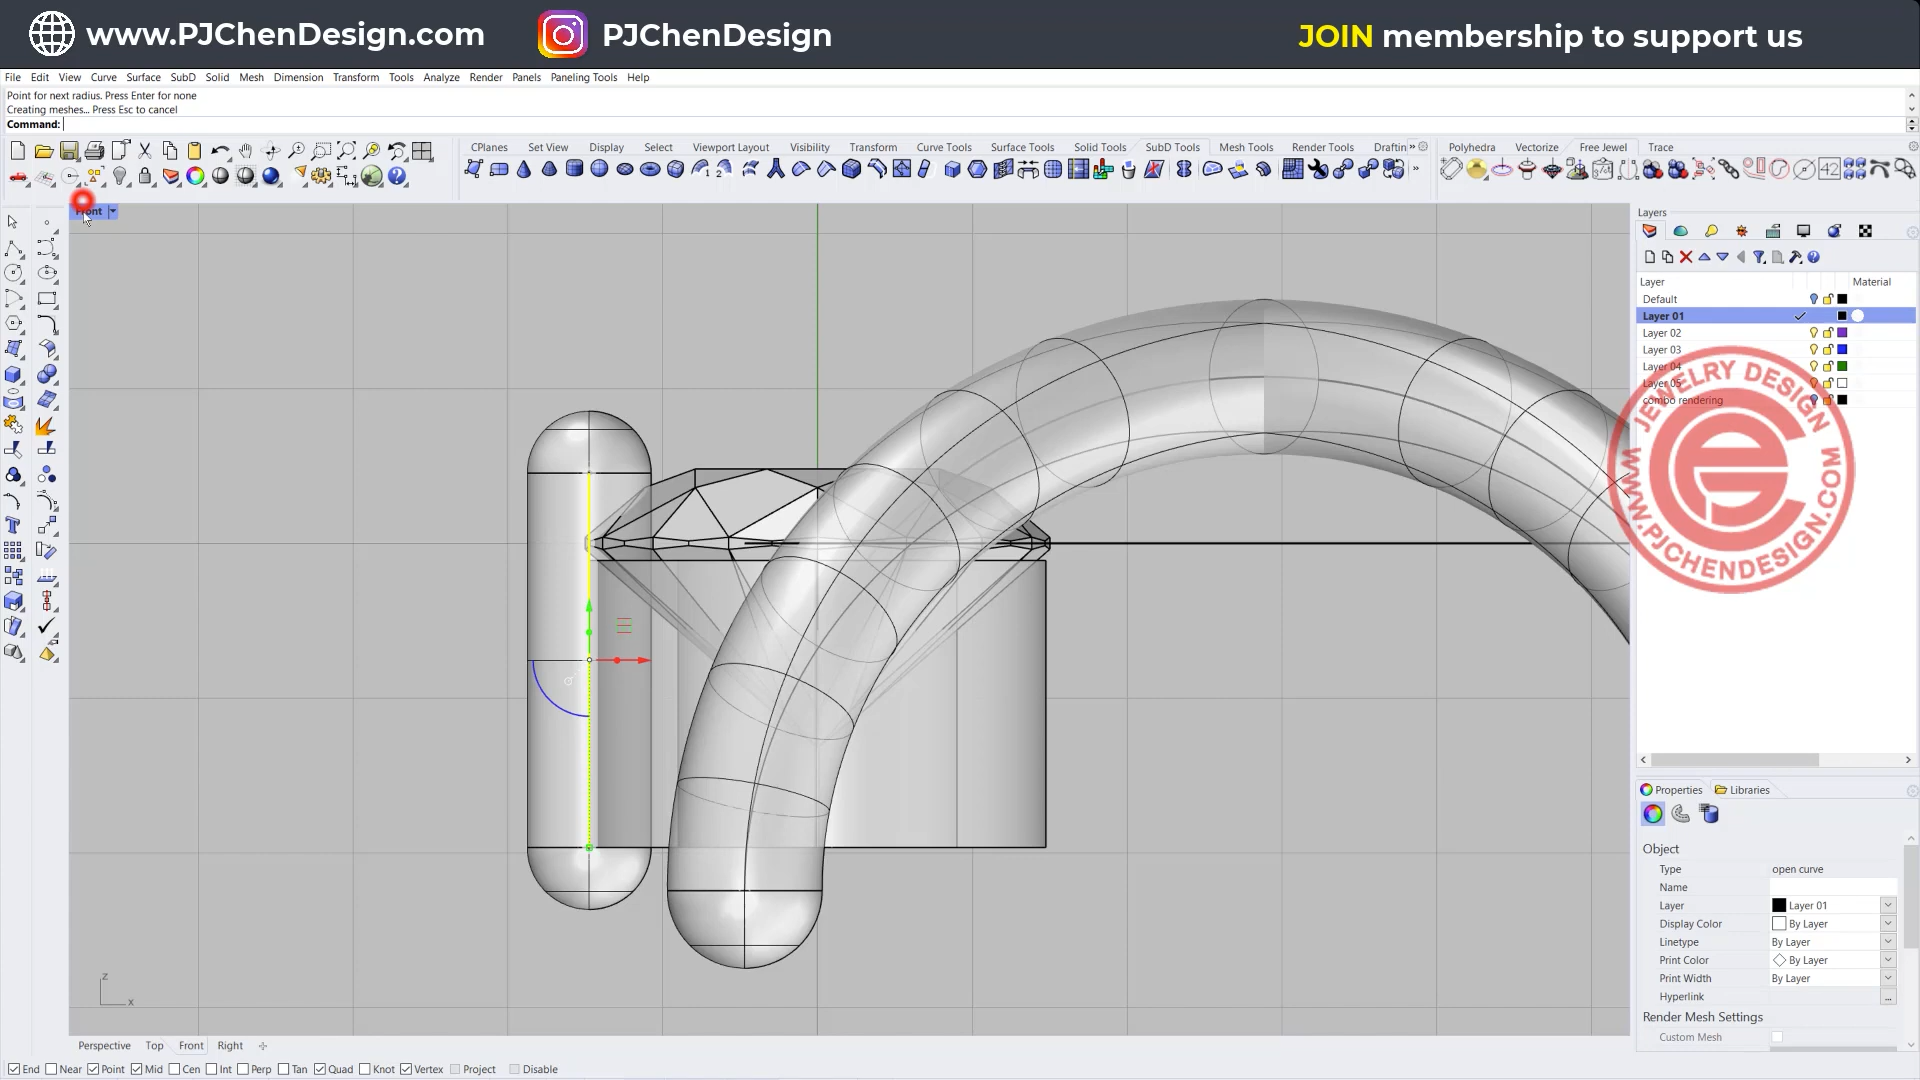 www.PJChenDesign.com PJChenDesign JOIN membership to support us
File Edit View Curve Surface SubD Solid Mesh Dimension Transform Tools Analyze Render Panels Paneling Tools Help
Point for next radius. Press Enter for none
Creating meshes... Press Esc to cancel
Command:
CPlanes Set View Display Select Viewport Layout Visibility Transform Curve Tools Surface Tools Solid Tools SubD Tools Mesh Tools Render Tools Draftin Polyhedra Vectorize Free Jewel Trace
Front
Layers
Layer Material
Default
Layer 01
Layer 02
Layer 03
Layer 04
Layer 05
combo rendering
JEWELRY DESIGN
WWW.PJCHENDESIGN.COM
Properties Libraries
Object
Type open curve
Name
Layer Layer 01
Display Color By Layer
Linetype By Layer
Print Color By Layer
Print Width By Layer
Hyperlink ...
Render Mesh Settings
Custom Mesh
z
x
Perspective Top Front Right
End Near Point Mid Cen Int Perp Tan Quad Knot Vertex Project Disable